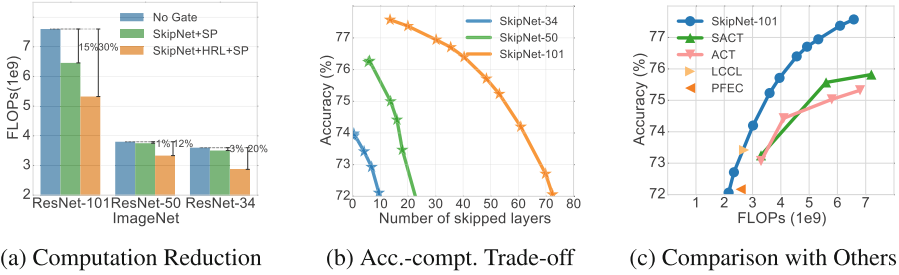 No Gate
SkipNet+SP
SkipNet+HRL+SP
15% 30%
1% 12%
3% 20%
FLOPs(1e9)
7
6
5
4
3
2
ResNet-101 ResNet-50 ResNet-34
ImageNet
(a) Computation Reduction
SkipNet-34
SkipNet-50
SkipNet-101
Accuracy (%)
77
76
75
74
73
72
0 10 20 30 40 50 60 70 80
Number of skipped layers
(b) Acc.-compt. Trade-off
SkipNet-101
SACT
ACT
LCCL
PFEC
Accuracy (%)
77
76
75
74
73
72
1 2 3 4 5 6 7
FLOPs (1e9)
(c) Comparison with Others